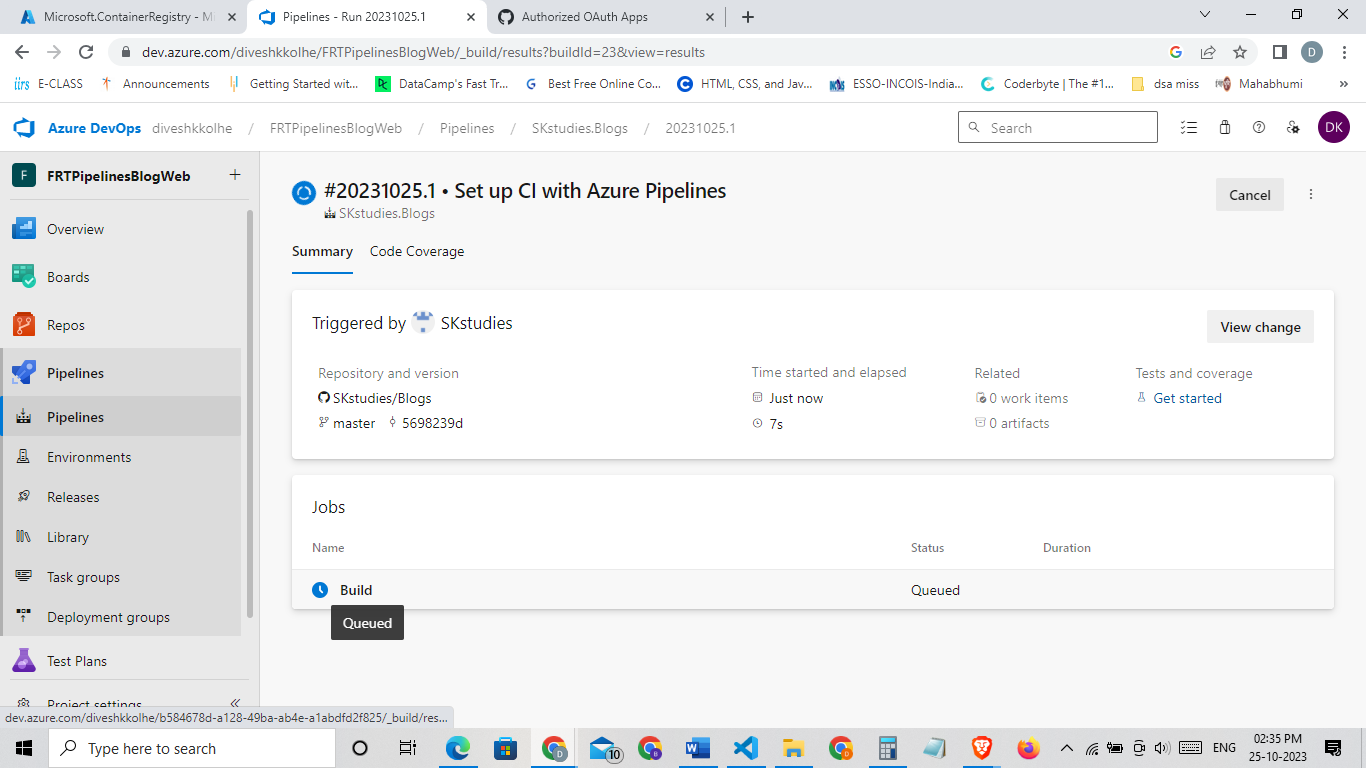 Microsoft.ContainerRegistry - Mi
Pipelines - Run 20231025.1
Authorized OAuth Apps
dev.azure.com/diveshkkolhe/FRTPipelinesBlogWeb/_build/results?buildId=23&view=results
D
iirs E-CLASS
Announcements
Getting Started wit...
DataCamp's Fast Tr...
Best Free Online Co...
HTML, CSS, and Jav...
ESSO-INCOIS-India...
Coderbyte | The #1...
dsa miss
Mahabhumi
»
Azure DevOps diveshkkolhe / FRTPipelinesBlogWeb / Pipelines / SKstudies.Blogs / 20231025.1
Search
DK
F FRTPipelinesBlogWeb +
Overview
Boards
Repos
Pipelines
Pipelines
Environments
Releases
Library
Task groups
Deployment groups
Test Plans
Project settings
#20231025.1 • Set up CI with Azure Pipelines
SKstudies.Blogs
Cancel
Summary Code Coverage
Triggered by SKstudies
View change
Repository and version
SKstudies/Blogs
master 5698239d
Time started and elapsed
Just now
7s
Related
0 work items
0 artifacts
Tests and coverage
Get started
Jobs
Name Status Duration
Build Queued
Queued
dev.azure.com/diveshkkolhe/b584678d-a128-49ba-ab4e-a1abdfd2f825/_build/res...
Type here to search
10
ENG
02:35 PM
25-10-2023